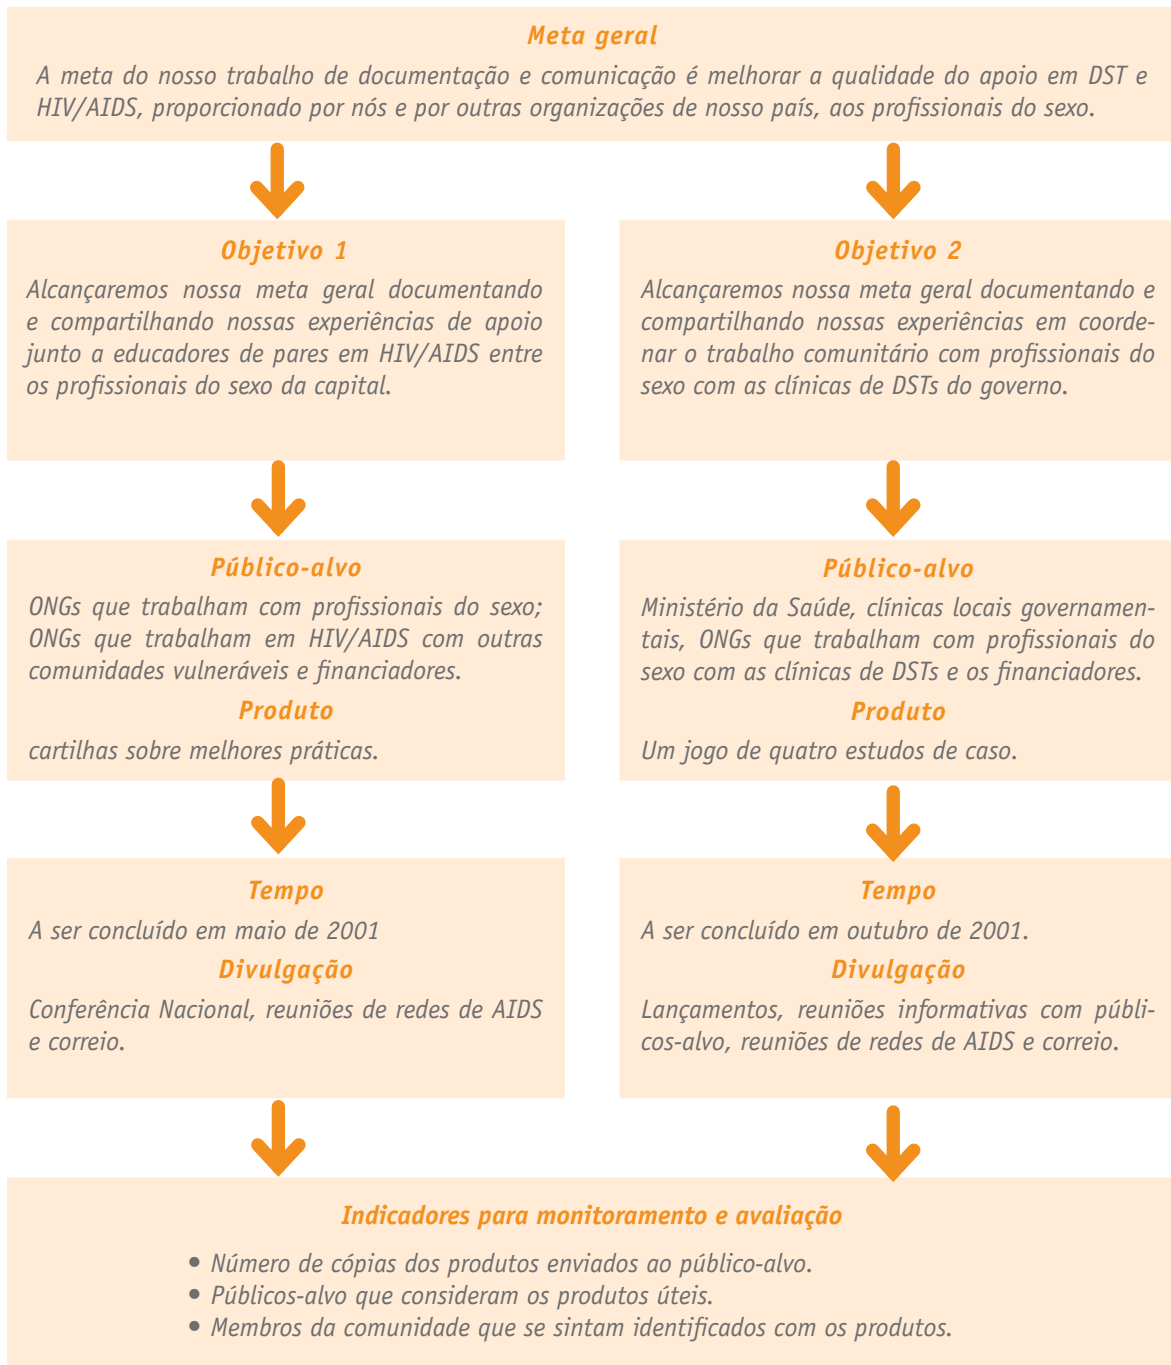 Meta geral
A meta do nosso trabalho de documentação e comunicação é melhorar a qualidade do apoio em DST e
HIV/AIDS, proporcionado por nós e por outras organizações de nosso país, aos profissionais do sexo.
Objetivo 1
Alcançaremos nossa meta geral documentando
e compartilhando nossas experiências de apoio
junto a educadores de pares em HIV/AIDS entre
os profissionais do sexo da capital.
Objetivo 2
Alcançaremos nossa meta geral documentando e
compartilhando nossas experiências em coorde-
nar o trabalho comunitário com profissionais do
sexo com as clínicas de DSTs do governo.
Público-alvo
ONGs que trabalham com profissionais do sexo;
ONGs que trabalham em HIV/AIDS com outras
comunidades vulneráveis e financiadores.
Produto
cartilhas sobre melhores práticas.
Público-alvo
Ministério da Saúde, clínicas locais governamen-
tais, ONGs que trabalham com profissionais do
sexo com as clínicas de DSTs e os financiadores.
Produto
Um jogo de quatro estudos de caso.
Tempo
A ser concluído em maio de 2001
Divulgação
Conferência Nacional, reuniões de redes de AIDS
e correio.
Tempo
A ser concluído em outubro de 2001.
Divulgação
Lançamentos, reuniões informativas com públi-
cos-alvo, reuniões de redes de AIDS e correio.
Indicadores para monitoramento e avaliação
• Número de cópias dos produtos enviados ao público-alvo.
• Públicos-alvo que consideram os produtos úteis.
• Membros da comunidade que se sintam identificados com os produtos.